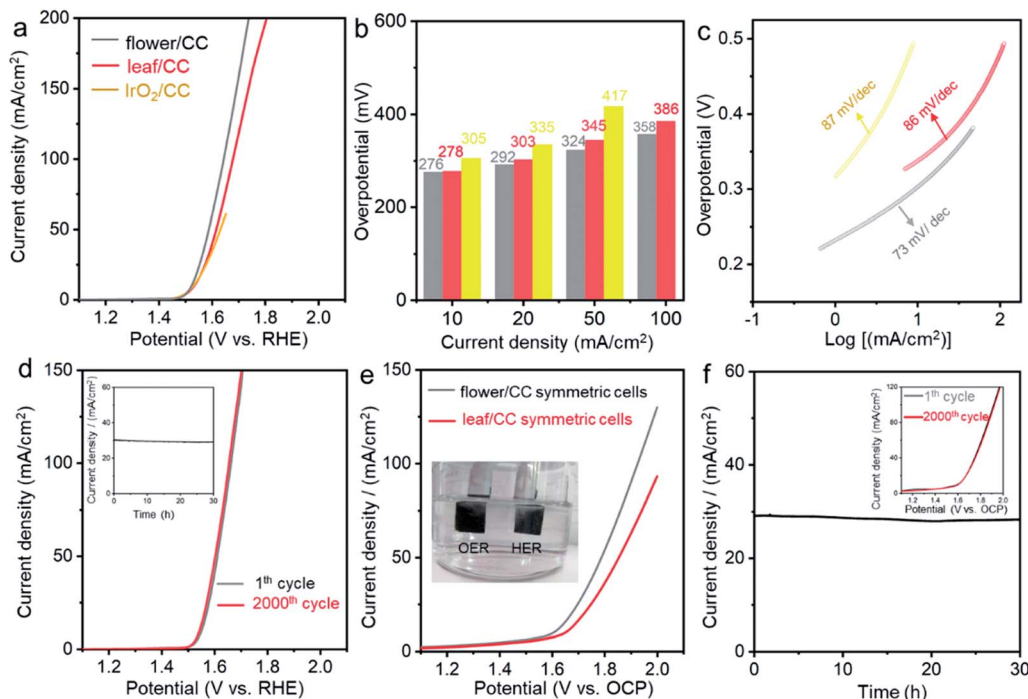 a
200
150
100
50
0
Current density (mA/cm²)
flower/CC
leaf/CC
IrO₂/CC
1.2 1.4 1.6 1.8 2.0
Potential (V vs. RHE)
b
600
400
200
0
Overpotential (mV)
276 278 305
292 303 335
324 345 417
358 386
10 20 50 100
Current density (mA/cm²)
c
0.5
0.4
0.3
0.2
Overpotential (V)
87 mV/dec
86 mV/dec
73 mV/ dec
-1 0 1 2
Log [(mA/cm²)]
d
150
100
50
0
Current density / (mA/cm²)
60
40
20
0
Current density / (mA/cm²)
0 10 20 30
Time (h)
1th cycle
2000th cycle
1.2 1.4 1.6 1.8 2.0
Potential (V vs. RHE)
e
150
100
50
0
Current density / (mA/cm²)
flower/CC symmetric cells
leaf/CC symmetric cells
OER HER
1.2 1.4 1.6 1.8 2.0
Potential (V vs. OCP)
f
60
40
20
0
Current density / (mA/cm²)
120
80
40
0
Current density / (mA/cm²)
1th cycle
2000th cycle
1.2 1.4 1.6 1.8 2.0
Potential (V vs. OCP)
0 10 20 30
Time (h)